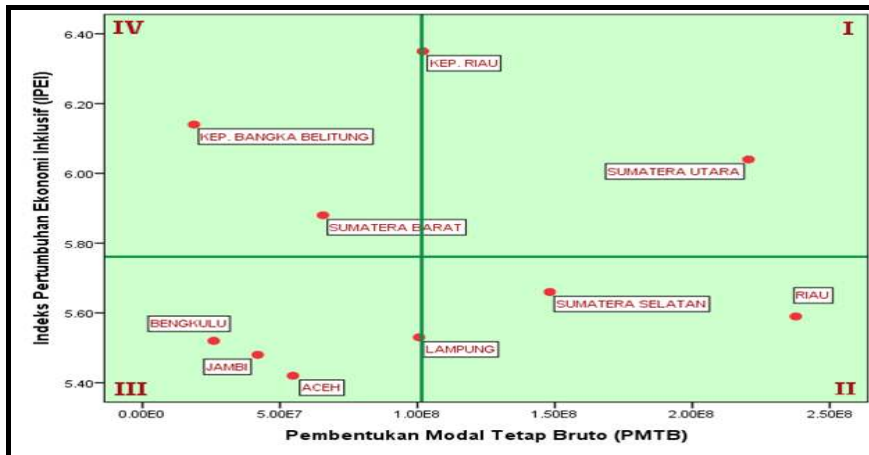 IV
I
6.40
KEP. RIAU
6.20
KEP. BANGKA BELITUNG
SUMATERA UTARA
6.00
SUMATERA BARAT
5.80
Indeks Pertumbuhan Ekonomi Inklusif (IPEI)
SUMATERA SELATAN
RIAU
5.60
BENGKULU
LAMPUNG
JAMBI
ACEH
5.40
III
II
0.00E0 5.00E7 1.00E8 1.50E8 2.00E8 2.50E8
Pembentukan Modal Tetap Bruto (PMTB)